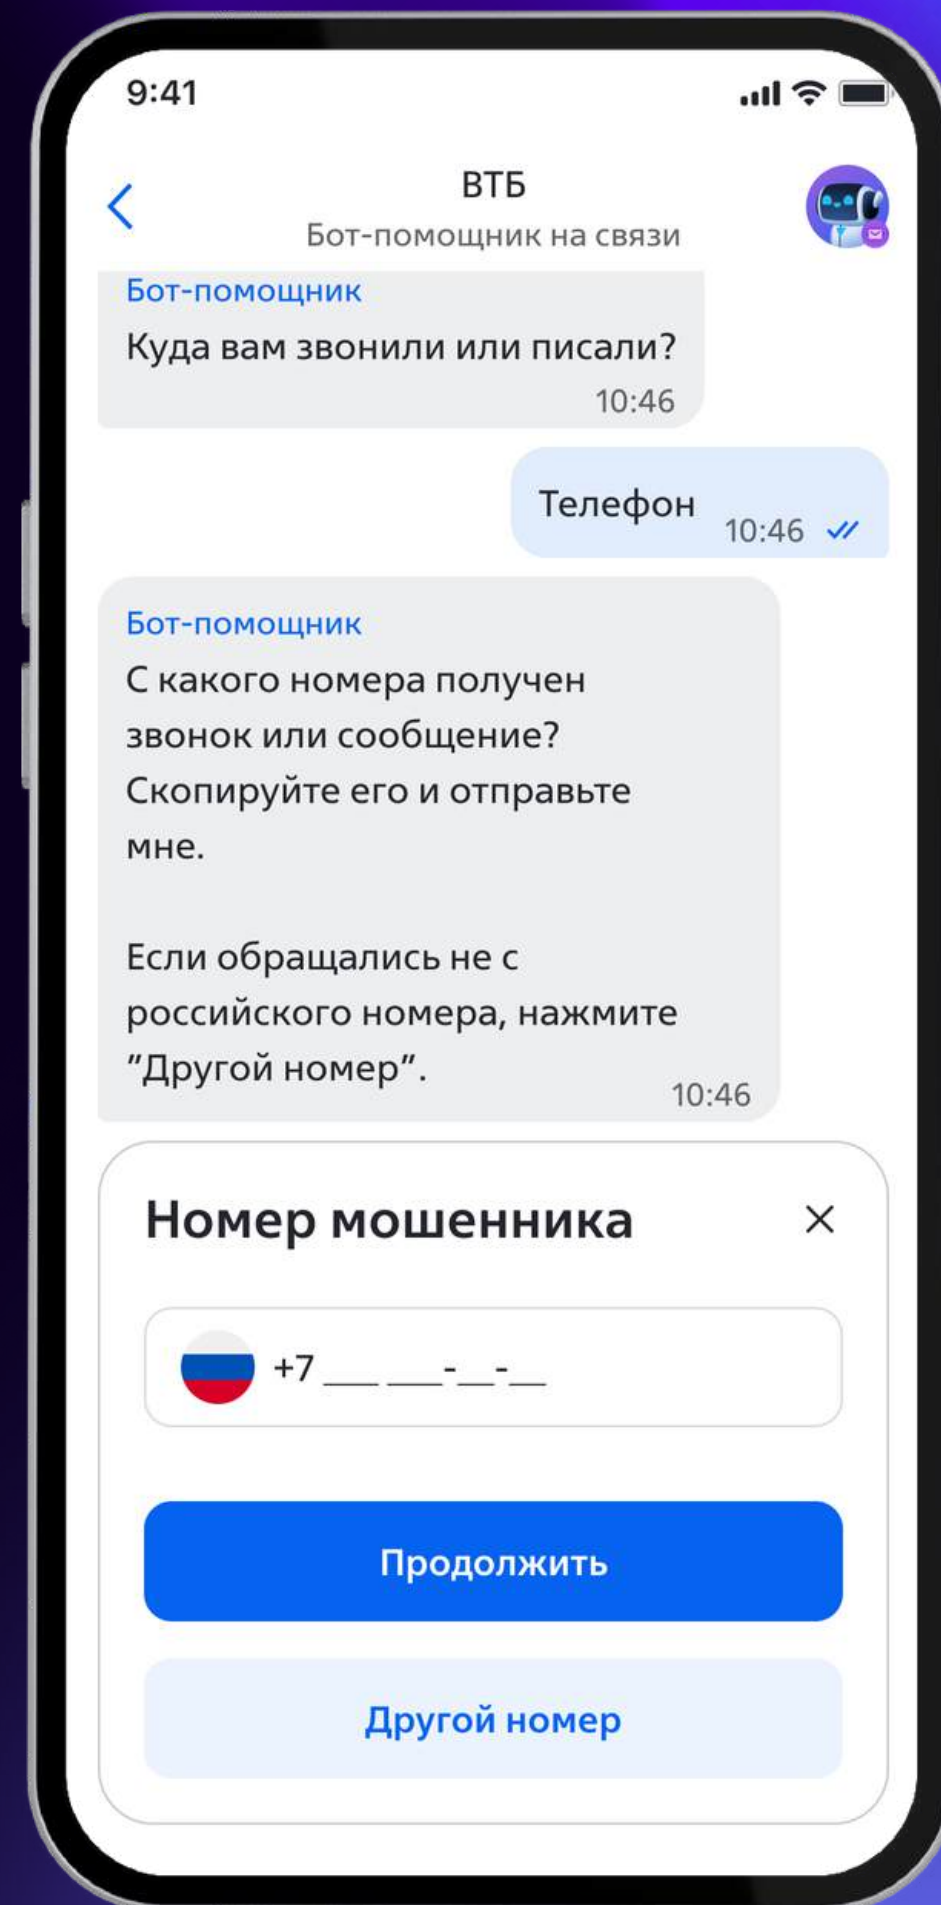 9:41
ВТБ
Бот-помощник на связи
Бот-помощник
Куда вам звонили или писали?
10:46
Телефон
10:46
Бот-помощник
С какого номера получен
звонок или сообщение?
Скопируйте его и отправьте
мне.
Если обращались не с
российского номера, нажмите
"Другой номер".
10:46
Номер мошенника
+7 ___ ___-__-__
Продолжить
Другой номер